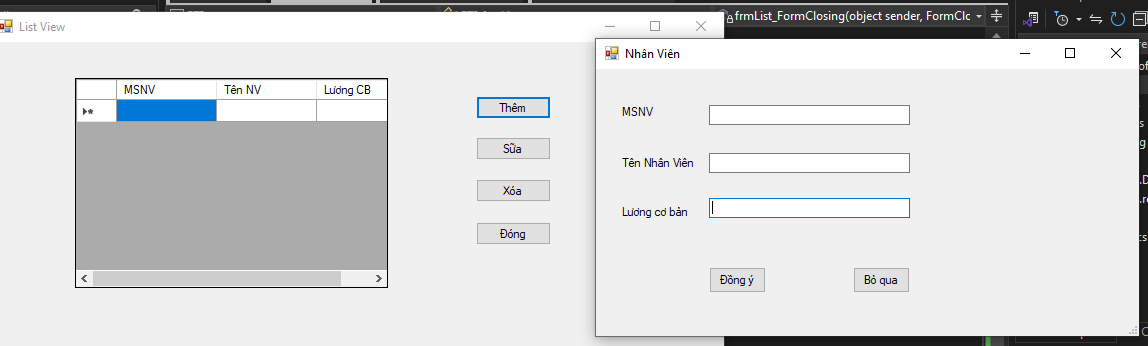 frmList_FormClosing(object sender, FormClo
List View
MSNV Tên NV Lương CB
Thêm
Sửa
Xóa
Đóng
Nhân Viên
MSNV
Tên Nhân Viên
Lương cơ bản
Đồng ý Bỏ qua